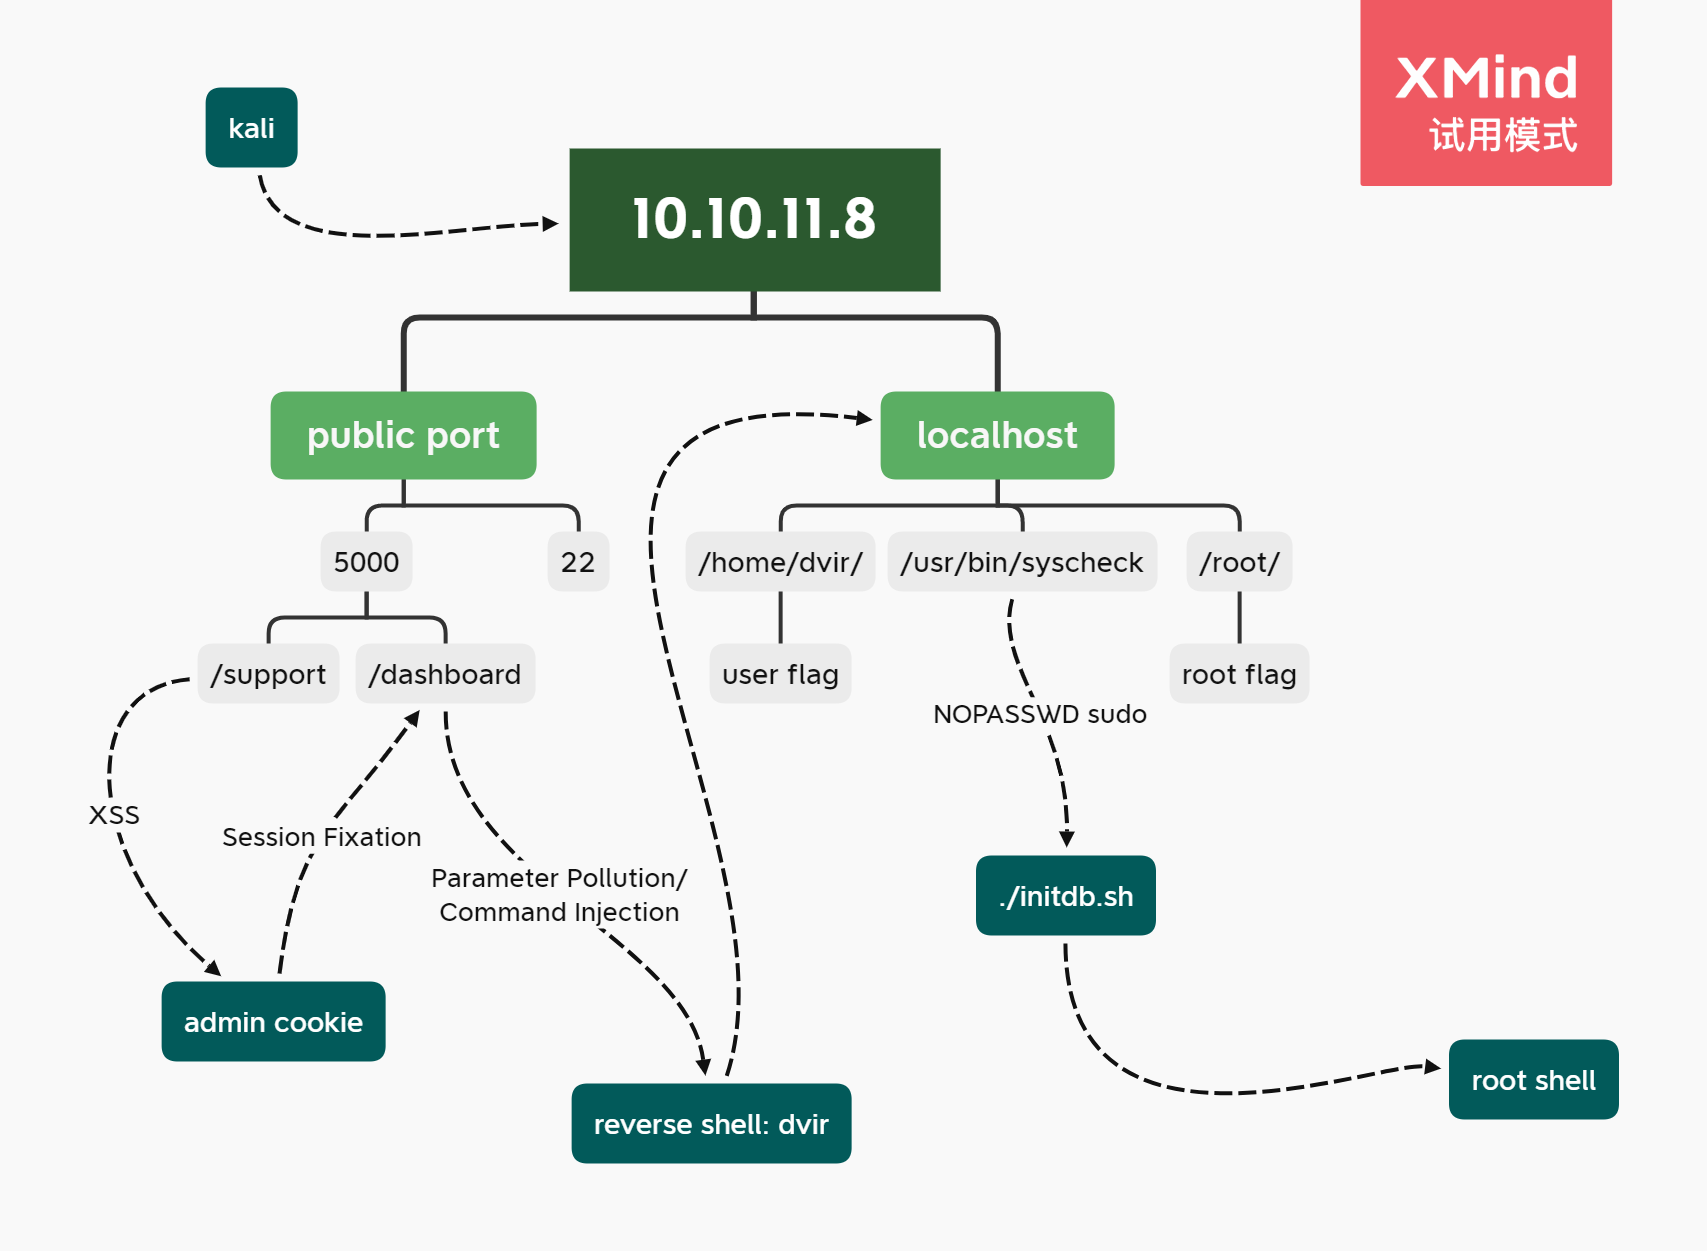 XMind
试用模式
kali
10.10.11.8
public port
localhost
5000
22
/home/dvir/
/usr/bin/syscheck
/root/
/support
/dashboard
user flag
root flag
NOPASSWD sudo
XSS
Session Fixation
Parameter Pollution/
Command Injection
./initdb.sh
admin cookie
root shell
reverse shell: dvir